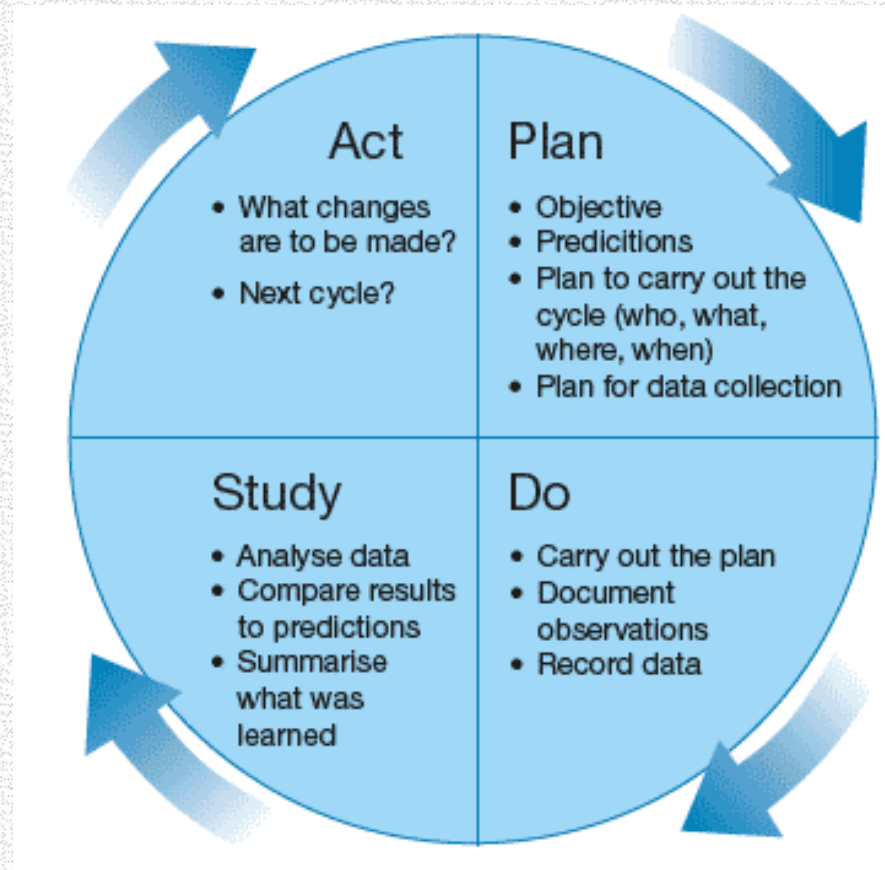 Act
• What changes
are to be made?
• Next cycle?
Plan
• Objective
• Predicitions
• Plan to carry out the
cycle (who, what,
where, when)
• Plan for data collection
Study
• Analyse data
• Compare results
to predictions
• Summarise
what was
learned
Do
• Carry out the plan
• Document
observations
• Record data